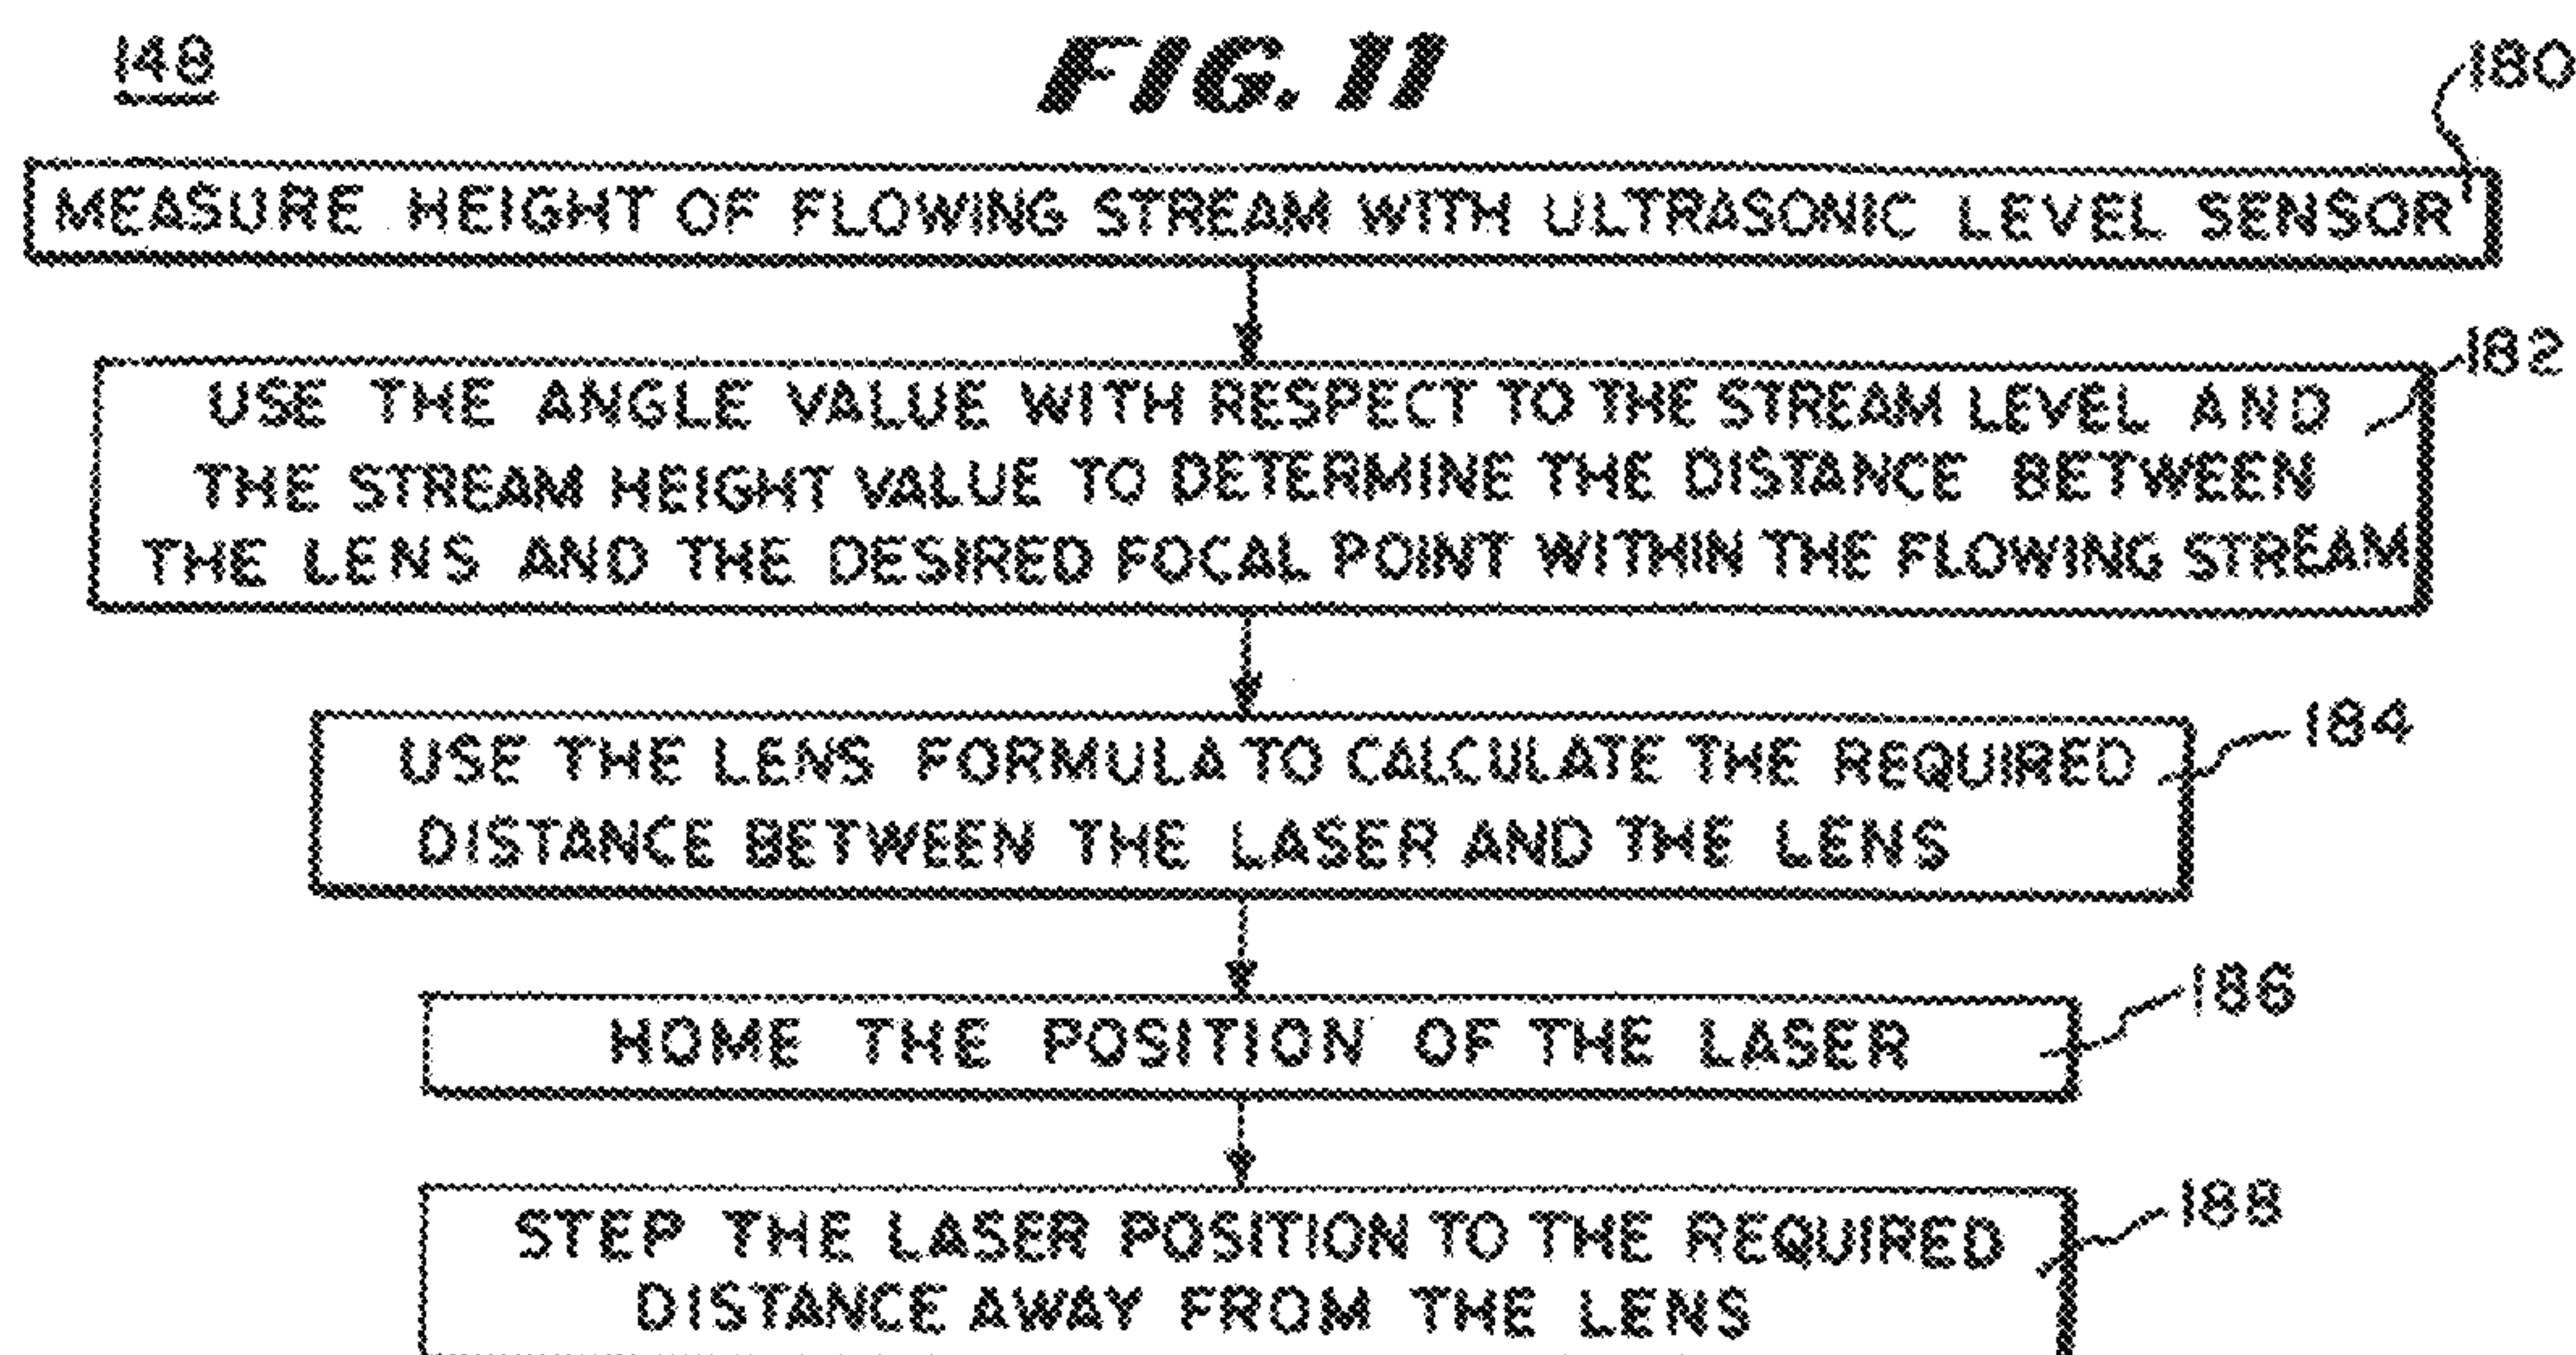 148
FIG. 11
180
MEASURE HEIGHT OF FLOWING STREAM WITH ULTRASONIC LEVEL SENSOR
182
USE THE ANGLE VALUE WITH RESPECT TO THE STREAM LEVEL AND
THE STREAM HEIGHT VALUE TO DETERMINE THE DISTANCE BETWEEN
THE LENS AND THE DESIRED FOCAL POINT WITHIN THE FLOWING STREAM
184
USE THE LENS FORMULA TO CALCULATE THE REQUIRED
DISTANCE BETWEEN THE LASER AND THE LENS
186
HOME THE POSITION OF THE LASER
188
STEP THE LASER POSITION TO THE REQUIRED
DISTANCE AWAY FROM THE LENS